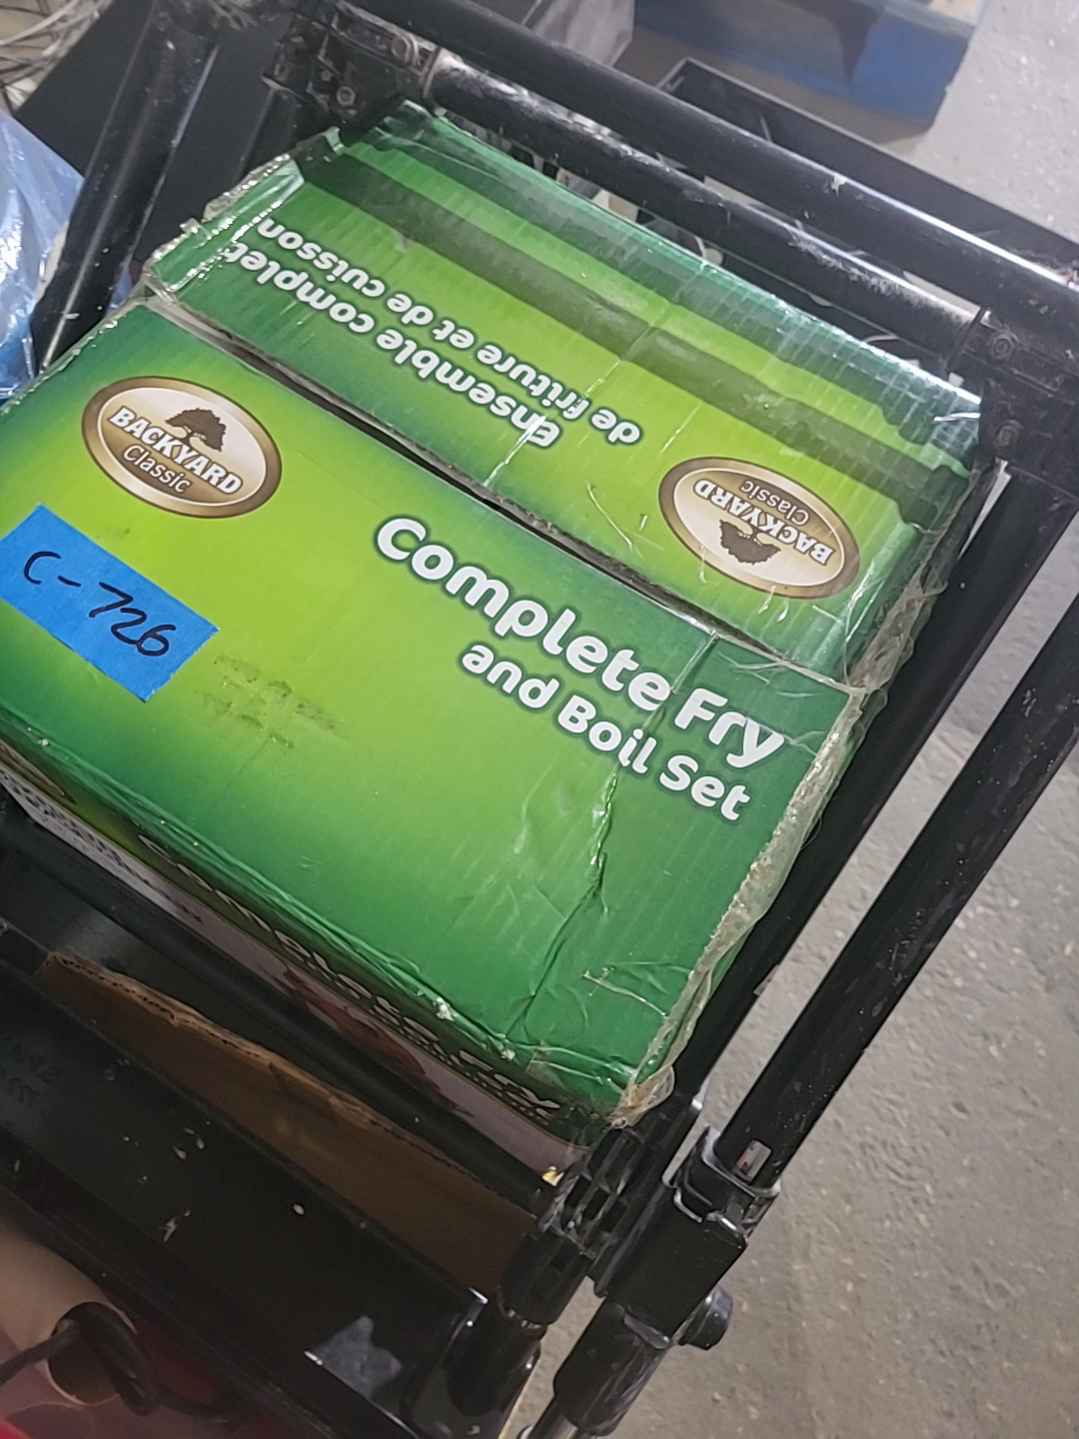 Ensemble complet
de friture et de cuisson
BACKYARD
Classic
BACKYARD
Classic
C-726
Complete Fry
and Boil Set